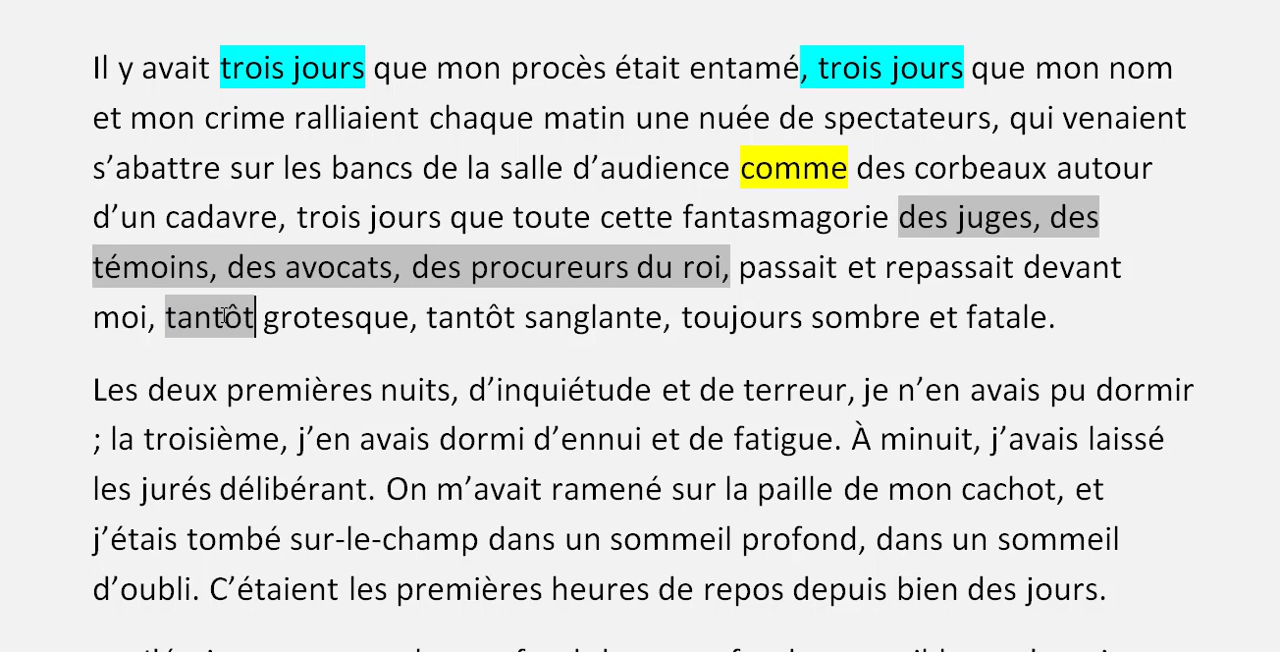 Il y avait trois jours que mon procès était entamé, trois jours que mon nom
et mon crime ralliaient chaque matin une nuée de spectateurs, qui venaient
s’abattre sur les bancs de la salle d’audience comme des corbeaux autour
d’un cadavre, trois jours que toute cette fantasmagorie des juges, des
témoins, des avocats, des procureurs du roi, passait et repassait devant
moi, tantôt grotesque, tantôt sanglante, toujours sombre et fatale.
Les deux premières nuits, d’inquiétude et de terreur, je n’en avais pu dormir
; la troisième, j’en avais dormi d’ennui et de fatigue. À minuit, j’avais laissé
les jurés délibérant. On m’avait ramené sur la paille de mon cachot, et
j’étais tombé sur-le-champ dans un sommeil profond, dans un sommeil
d’oubli. C’étaient les premières heures de repos depuis bien des jours.